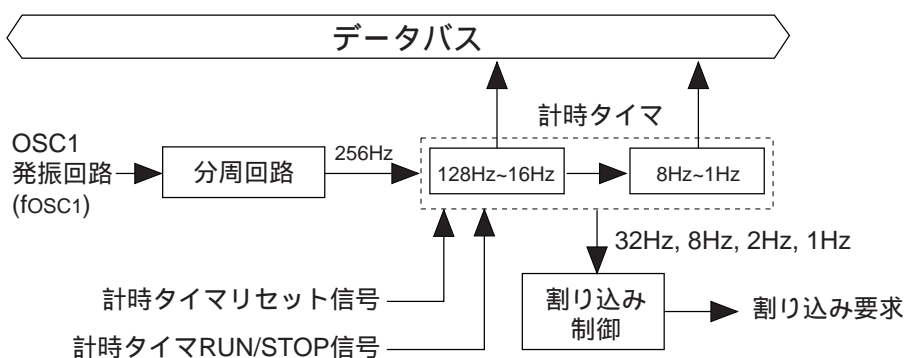 データバス
計時タイマ
OSC1
発振回路
(fOSC1)
分周回路
256Hz
128Hz~16Hz
8Hz~1Hz
32Hz, 8Hz, 2Hz, 1Hz
計時タイマリセット信号
計時タイマRUN/STOP信号
割り込み
制御
割り込み要求